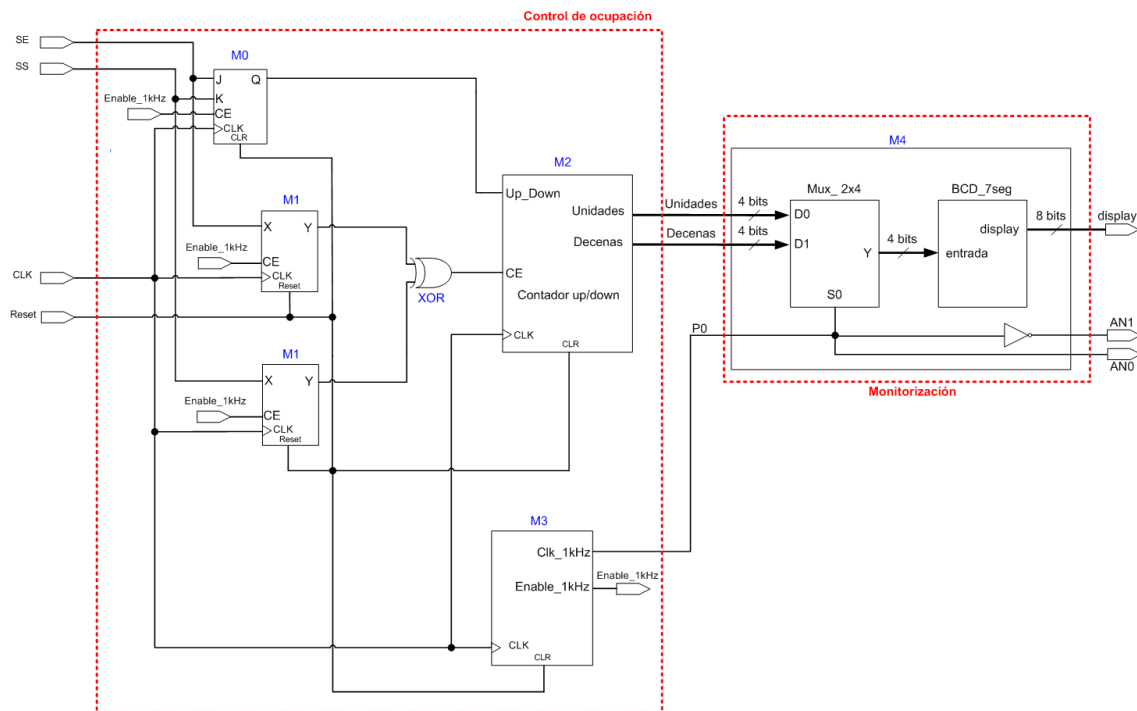 Control de ocupación
SE
SS
M0
J
Q
K
Enable_1kHz
CE
CLK
CLR
M1
X
Y
Enable_1kHz
CE
CLK
Reset
XOR
CLK
Reset
M1
X
Y
Enable_1kHz
CE
CLK
Reset
M2
Up_Down
Unidades
Decenas
CE
Contador up/down
CLK
CLR
Unidades
4 bits
Decenas
4 bits
M3
Clk_1kHz
Enable_1kHz
Enable_1kHz
CLK
CLR
P0
M4
Mux_ 2x4
D0
D1
Y
S0
4 bits
BCD_7seg
display
entrada
8 bits
display
AN1
AN0
Monitorización